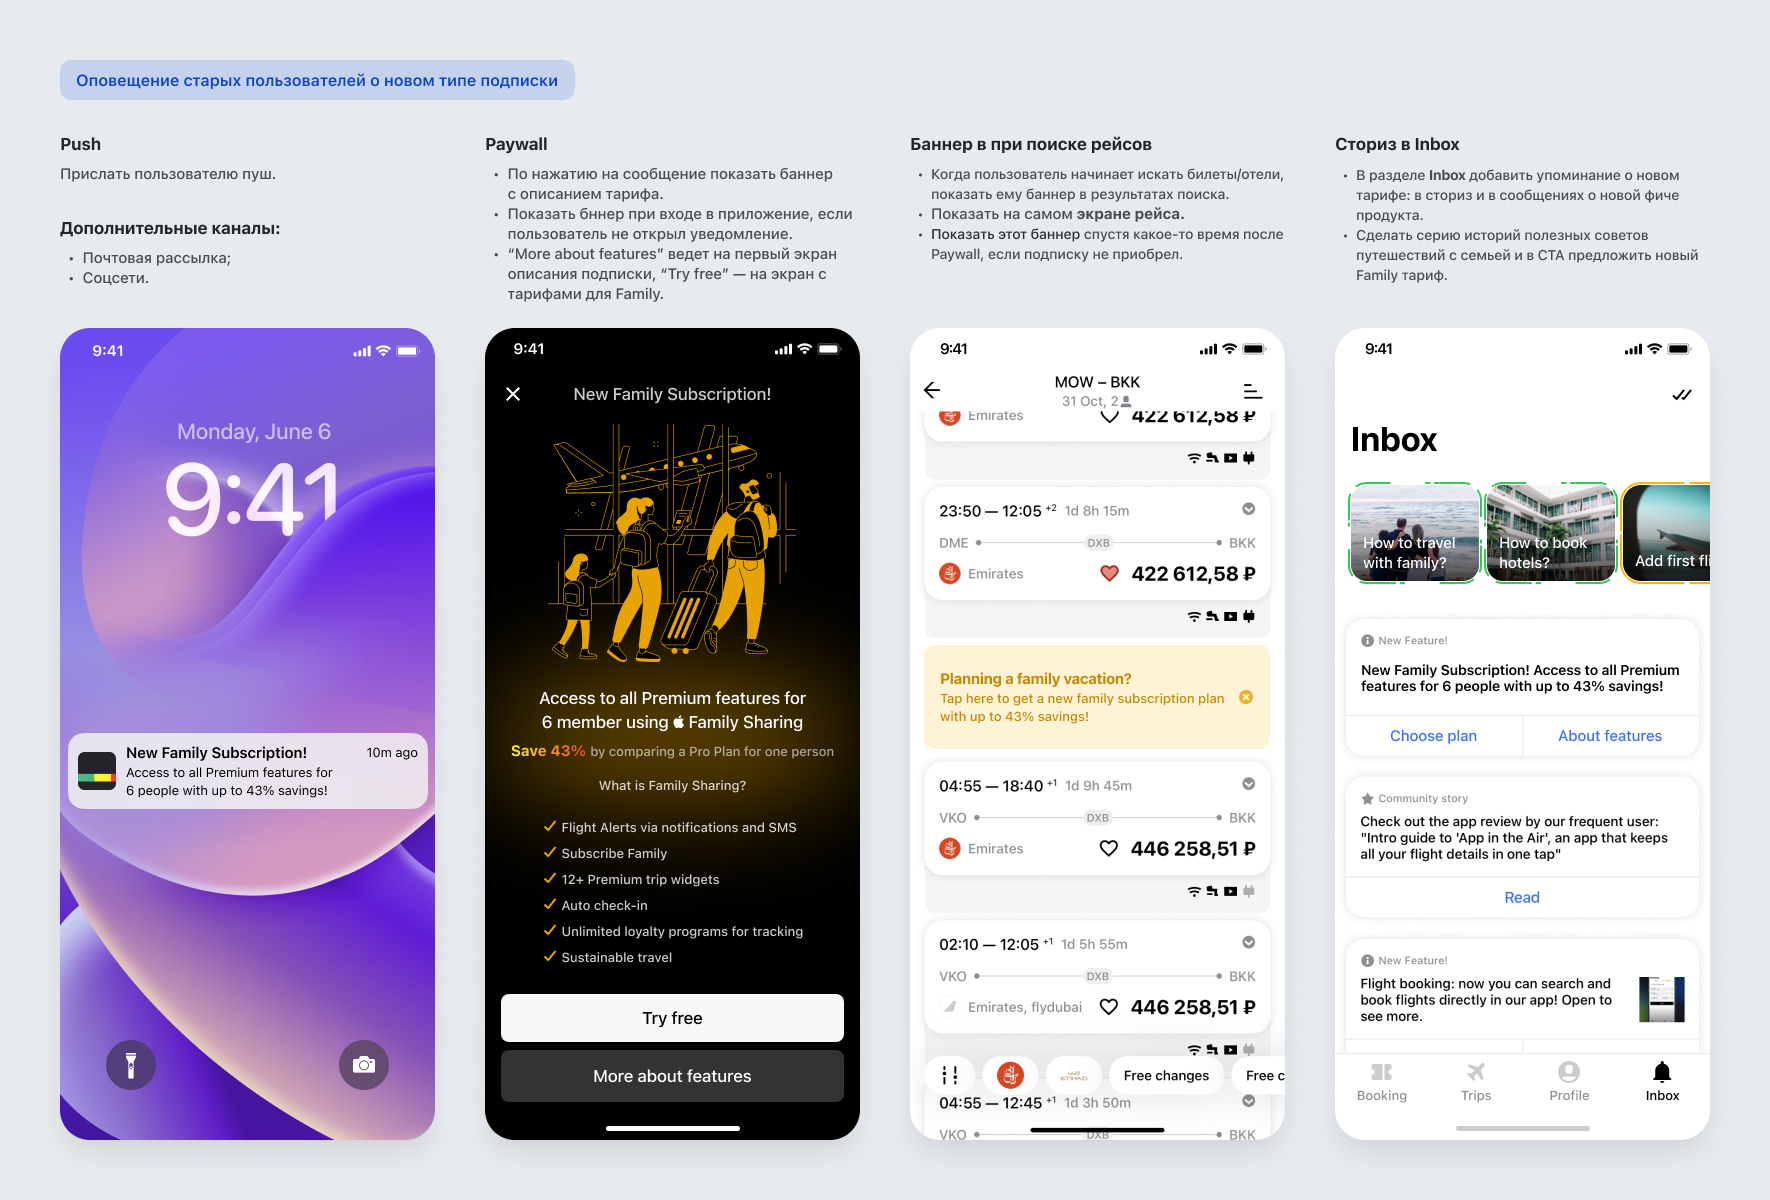 Оповещение старых пользователей о новом типе подписки
Push
Прислать пользователю пуш.
Дополнительные каналы:
• Почтовая рассылка;
• Соцсети.
Paywall
• По нажатию на сообщение показать баннер
с описанием тарифа.
• Показать бннер при входе в приложение, если
пользователь не открыл уведомление.
• “More about features” ведет на первый экран
описания подписки, “Try free” — на экран с
тарифами для Family.
Баннер в при поиске рейсов
• Когда пользователь начинает искать билеты/отели,
показать ему баннер в результатах поиска.
• Показать на самом экране рейса.
• Показать этот баннер спустя какое-то время после
Paywall, если подписку не приобрел.
Сториз в Inbox
• В разделе Inbox добавить упоминание о новом
тарифе: в сториз и в сообщениях о новой фиче
продукта.
• Сделать серию историй полезных советов
путешествий с семьей и в CTA предложить новый
Family тариф.
9:41
Monday, June 6
9:41
New Family Subscription!
10m ago
Access to all Premium features for
6 people with up to 43% savings!
9:41
New Family Subscription!
Access to all Premium features for
6 member using Family Sharing
Save 43% by comparing a Pro Plan for one person
What is Family Sharing?
Flight Alerts via notifications and SMS
Subscribe Family
12+ Premium trip widgets
Auto check-in
Unlimited loyalty programs for tracking
Sustainable travel
Try free
More about features
9:41
MOW – BKK
31 Oct, 2
Emirates 422 612,58 ₽
23:50 — 12:05 +2 1d 8h 15m
DME DXB BKK
Emirates 422 612,58 ₽
Planning a family vacation?
Tap here to get a new family subscription plan
with up to 43% savings!
04:55 — 18:40 +1 1d 9h 45m
VKO DXB BKK
Emirates 446 258,51 ₽
02:10 — 12:05 +1 1d 5h 55m
VKO DXB BKK
Emirates, flydubai 446 258,51 ₽
ETIHAD Free changes Free c
04:55 — 12:45 +1 1d 3h 50m
VKO DXB BKK
9:41
Inbox
How to travel
with family?
How to book
hotels?
Add first fli
New Feature!
New Family Subscription! Access to all Premium
features for 6 people with up to 43% savings!
Choose plan About features
Community story
Check out the app review by our frequent user:
"Intro guide to 'App in the Air', an app that keeps
all your flight details in one tap"
Read
New Feature!
Flight booking: now you can search and
book flights directly in our app! Open to
see more.
Booking Trips Profile Inbox